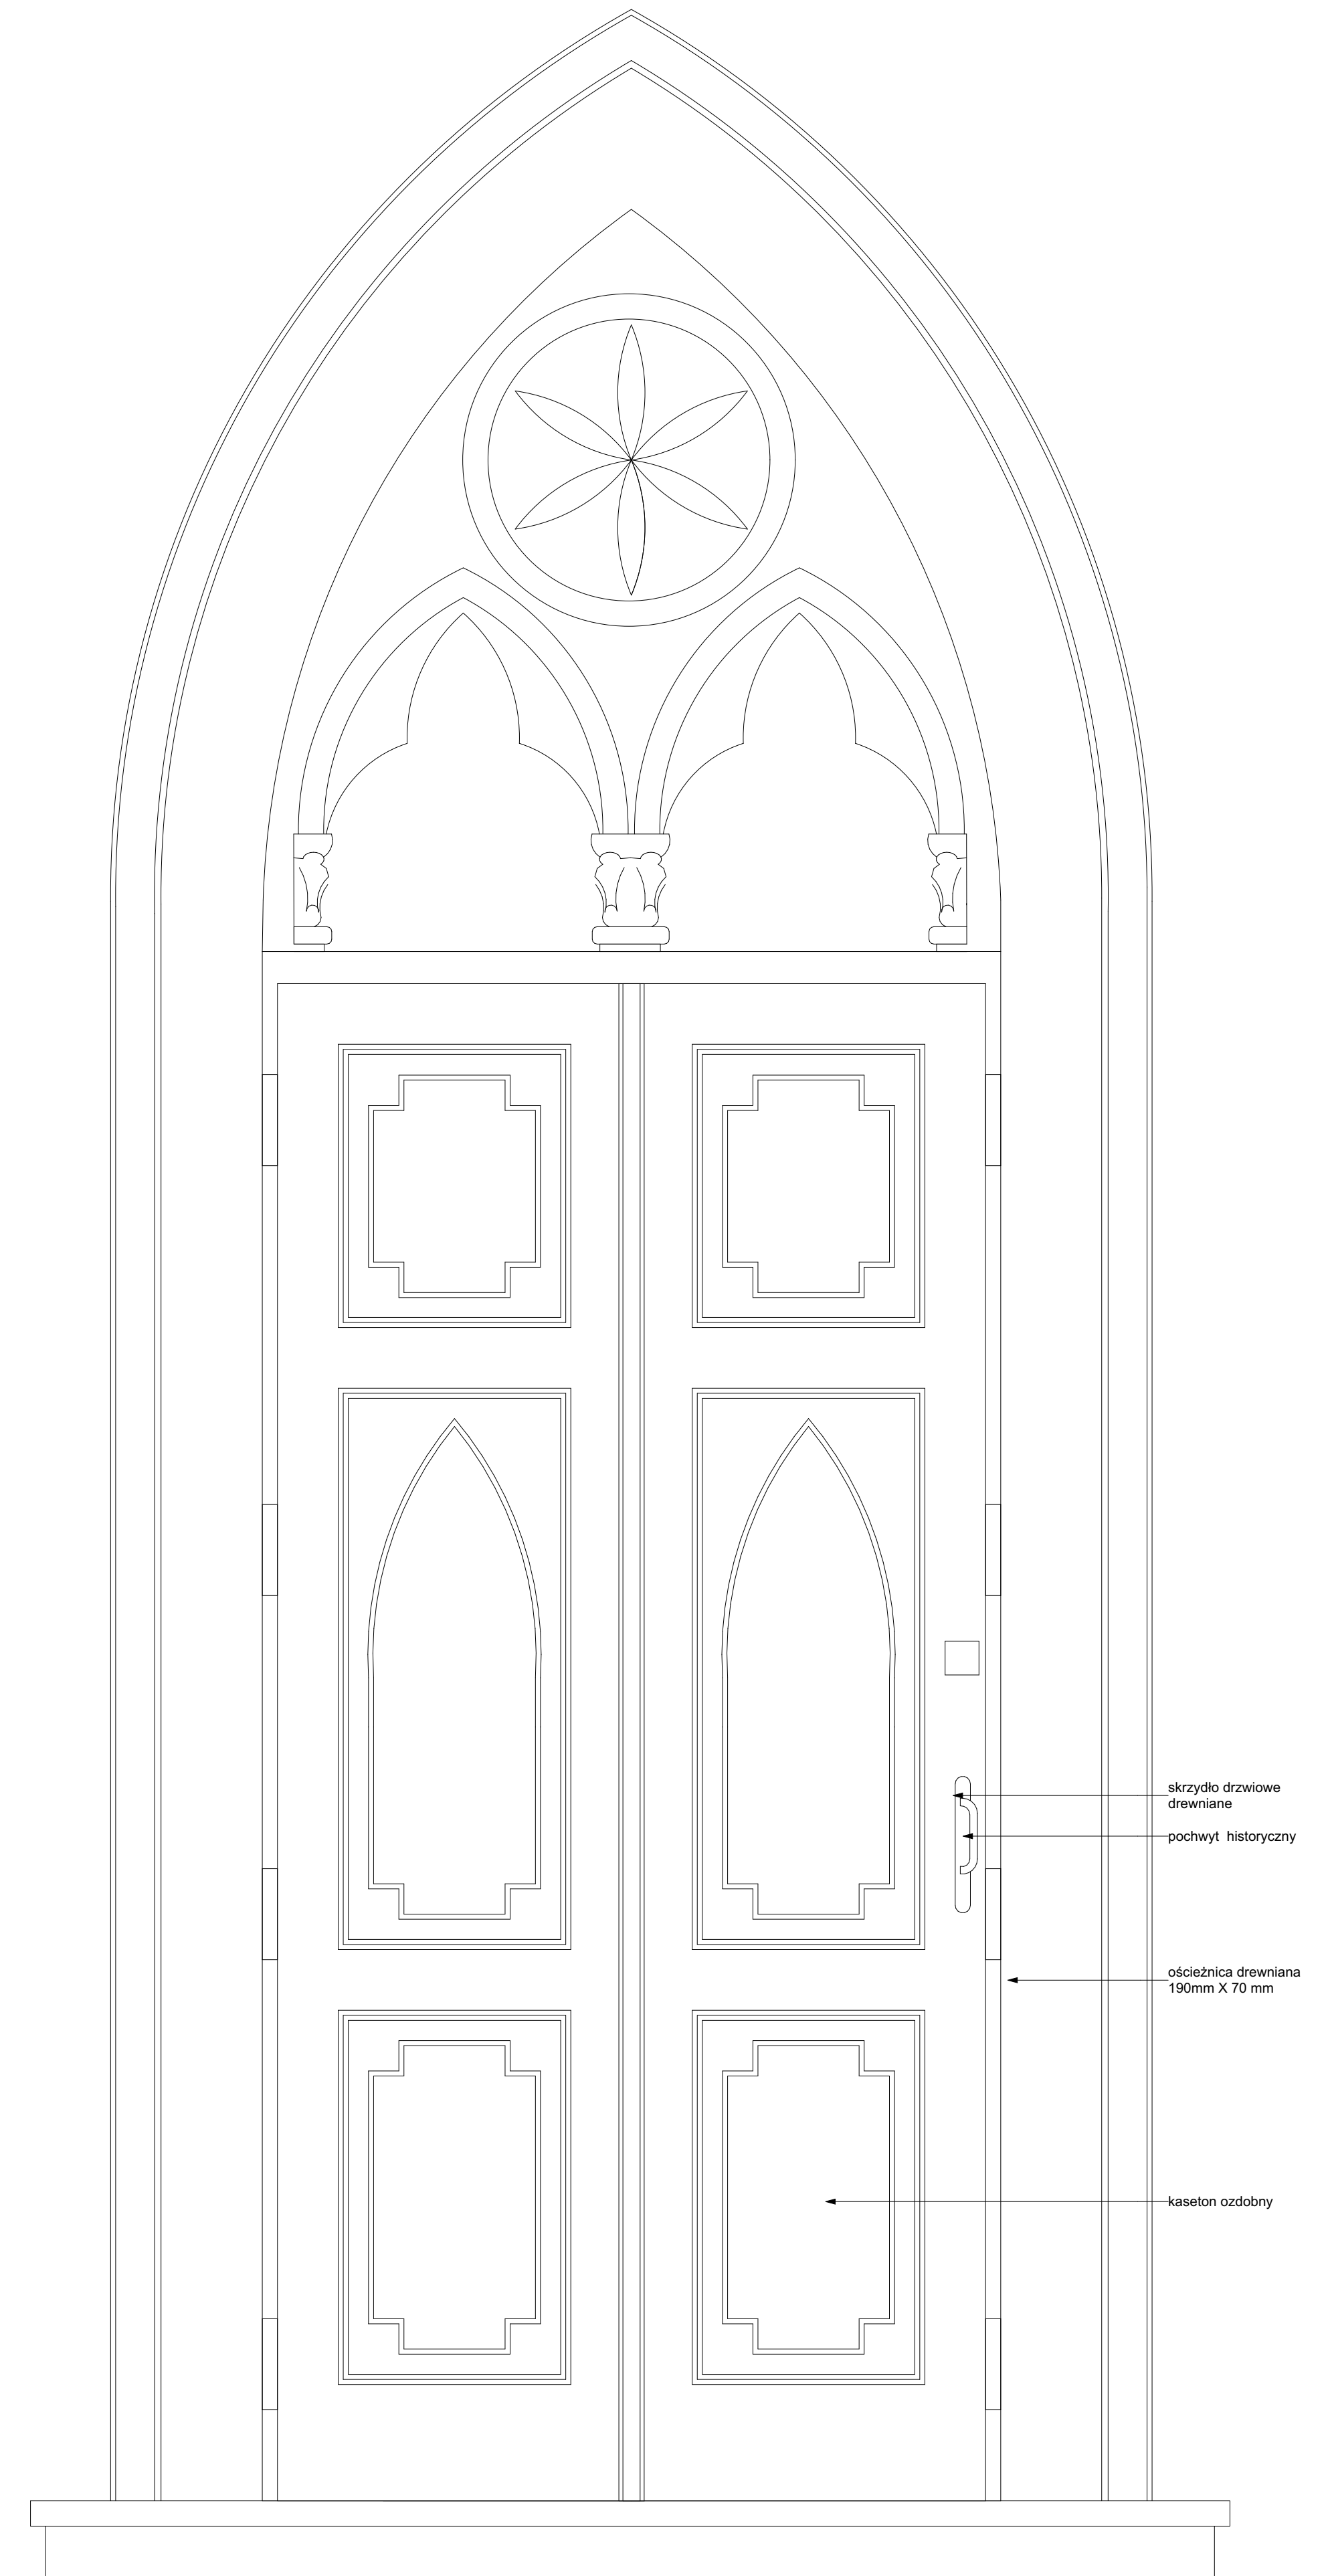 skrzydło drzwiowe
drewniane
pochwyt  historyczny
ościeżnica drewniana
190mm X 70 mm
kaseton ozdobny